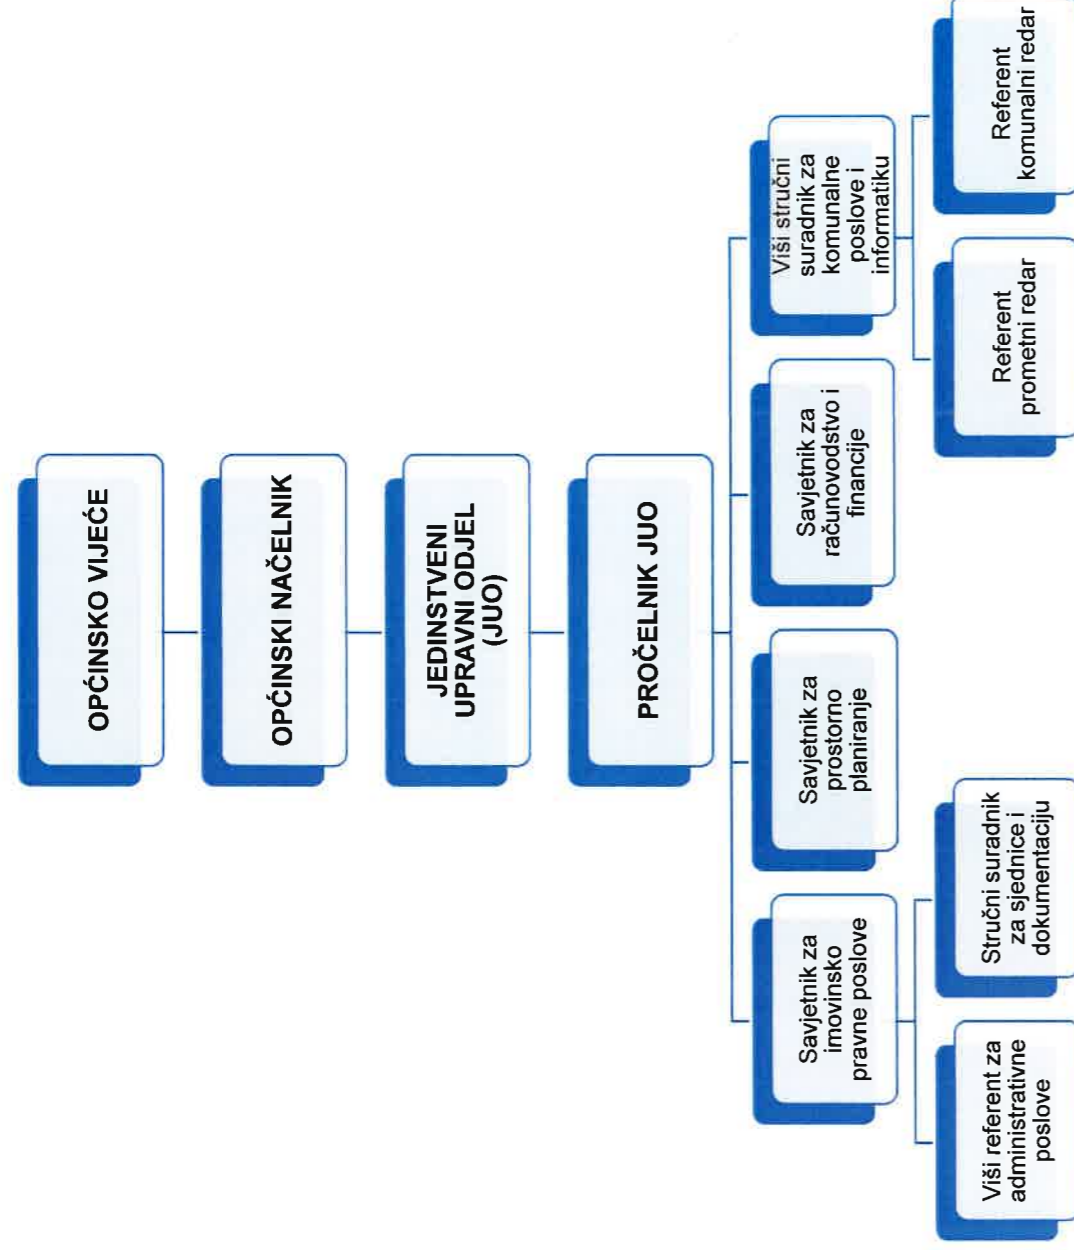 OPĆINSKO VIJEĆE
OPĆINSKI NAČELNIK
JEDINSTVENI
UPRAVNI ODJEL
(JUO)
PROČELNIK JUO
Savjetnik za
imovinsko
pravne poslove
Savjetnik za
prostorno
planiranje
Savjetnik za
računovodstvo i
financije
Viši stručni
suradnik za
komunalne
poslove i
informatiku
Viši referent za
administrativne
poslove
Stručni suradnik
za sjednice i
dokumentaciju
Referent
prometni redar
Referent
komunalni redar